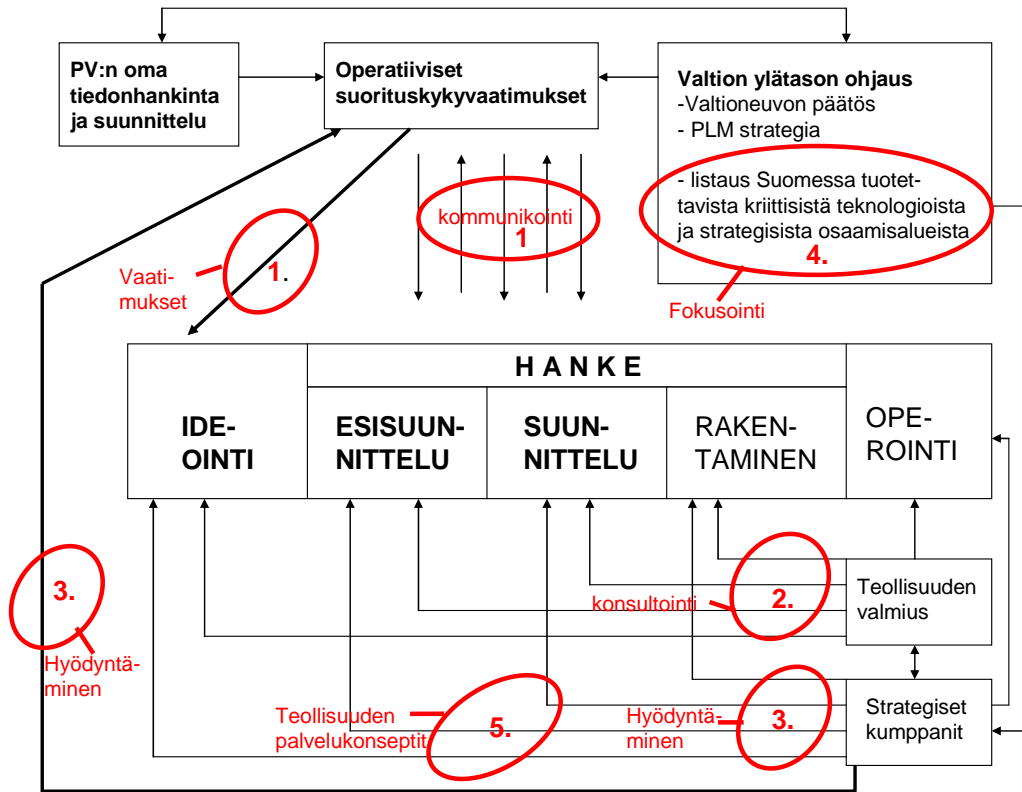 PV:n oma
tiedonhankinta
ja suunnittelu
Operatiiviset
suorituskykyvaatimukset
Valtion ylätason ohjaus
-Valtioneuvon päätös
- PLM strategia
- listaus Suomessa tuotet-
tavista kriittisistä teknologioista
ja strategisista osaamisalueista
4.
Fokusointi
kommunikointi
1
Vaati-
mukset
1.
H A N K E
IDE-
OINTI
ESISUUN-
NITTELU
SUUN-
NITTELU
RAKEN-
TAMINEN
OPE-
ROINTI
3.
Hyödyntä-
minen
konsultointi
2.
Teollisuuden
valmius
Teollisuuden
palvelukonseptit
5.
Hyödyntä-
minen
3.
Strategiset
kumppanit